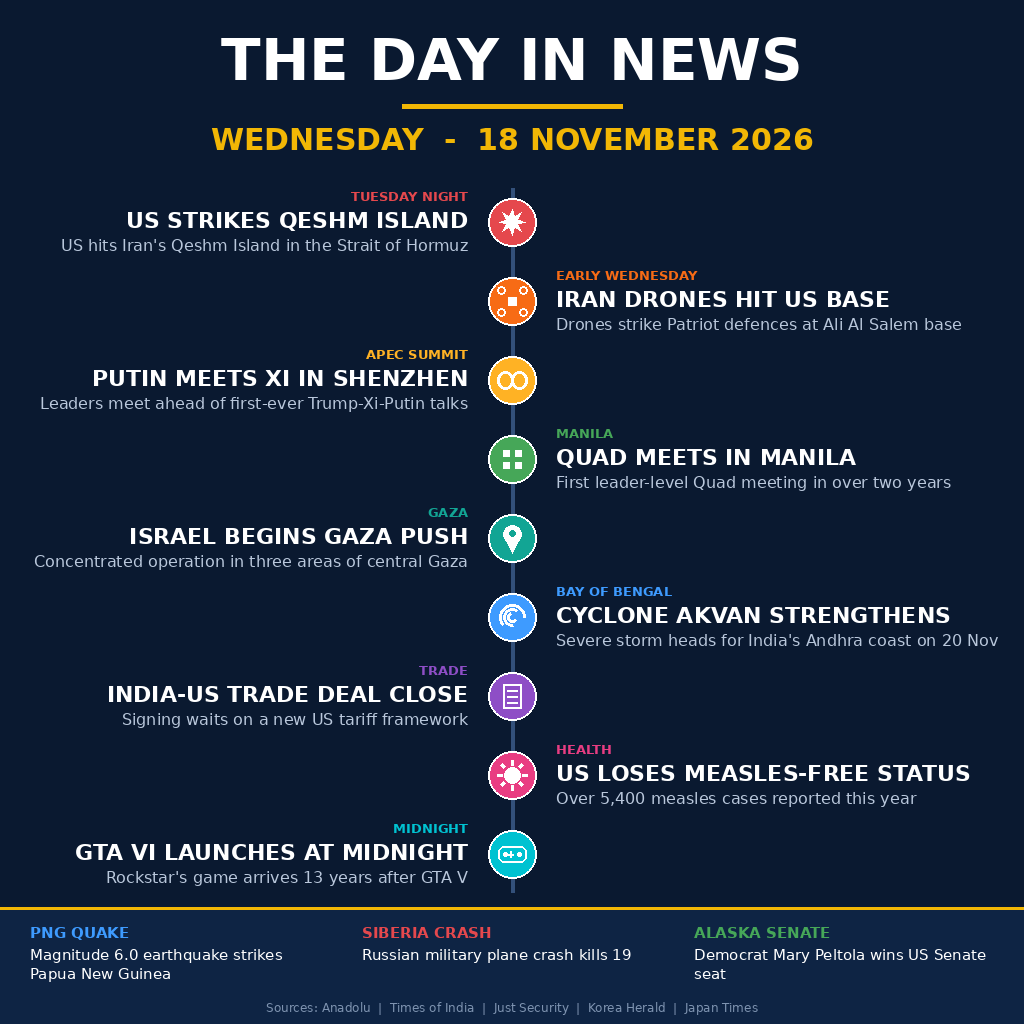 THE DAY IN NEWS
WEDNESDAY - 18 NOVEMBER 2026
TUESDAY NIGHT
US STRIKES QESHM ISLAND
US hits Iran's Qeshm Island in the Strait of Hormuz
EARLY WEDNESDAY
IRAN DRONES HIT US BASE
Drones strike Patriot defences at Ali Al Salem base
APEC SUMMIT
PUTIN MEETS XI IN SHENZHEN
Leaders meet ahead of first-ever Trump-Xi-Putin talks
MANILA
QUAD MEETS IN MANILA
First leader-level Quad meeting in over two years
GAZA
ISRAEL BEGINS GAZA PUSH
Concentrated operation in three areas of central Gaza
BAY OF BENGAL
CYCLONE AKVAN STRENGTHENS
Severe storm heads for India's Andhra coast on 20 Nov
TRADE
INDIA-US TRADE DEAL CLOSE
Signing waits on a new US tariff framework
HEALTH
US LOSES MEASLES-FREE STATUS
Over 5,400 measles cases reported this year
MIDNIGHT
GTA VI LAUNCHES AT MIDNIGHT
Rockstar's game arrives 13 years after GTA V
PNG QUAKE
Magnitude 6.0 earthquake strikes
Papua New Guinea
SIBERIA CRASH
Russian military plane crash kills 19
ALASKA SENATE
Democrat Mary Peltola wins US Senate
seat
Sources: Anadolu | Times of India | Just Security | Korea Herald | Japan Times